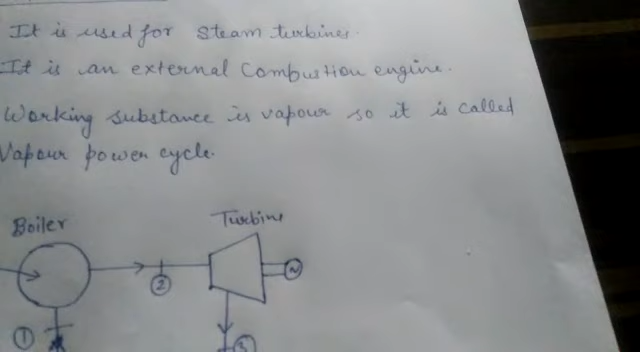 It is used for steam turbines.
It is an external Combustion engine.
Working substance is vapour so it is called
Vapour power cycle.
Boiler
Turbine
~
2
1
3